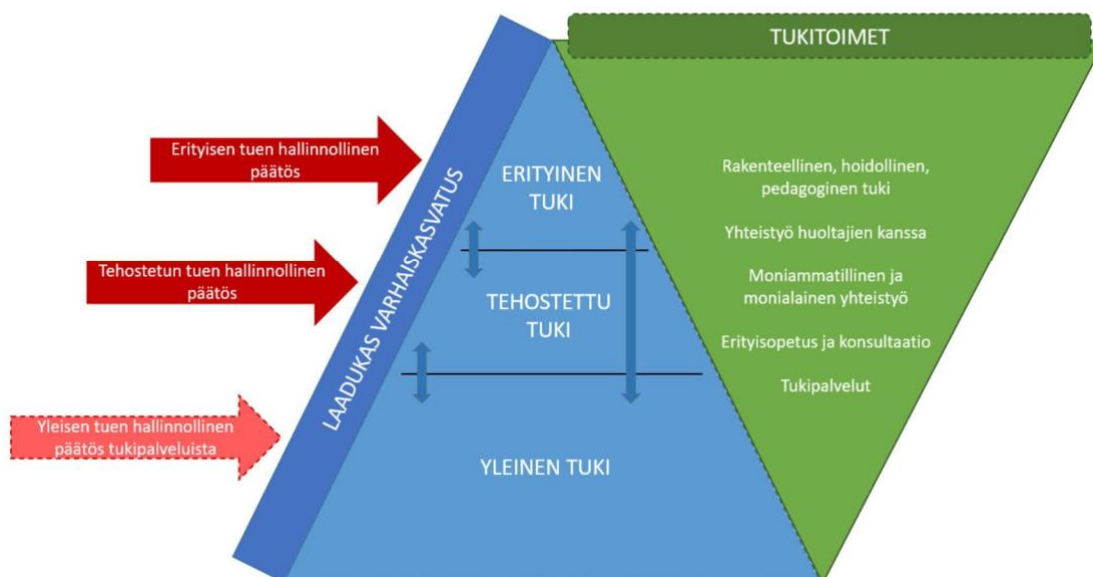 TUKITOIMET
Erityisen tuen hallinnollinen
päätös
Tehostetun tuen hallinnollinen
päätös
Yleisen tuen hallinnollinen
päätös tukipalveluista
LAADUKAS VARHAISKASVATUS
ERITYINEN
TUKI
TEHOSTETTU
TUKI
YLEINEN TUKI
Rakenteellinen, hoidollinen,
pedagoginen tuki
Yhteistyö huoltajien kanssa
Moniammatillinen ja
monialainen yhteistyö
Erityisopetus ja konsultaatio
Tukipalvelut